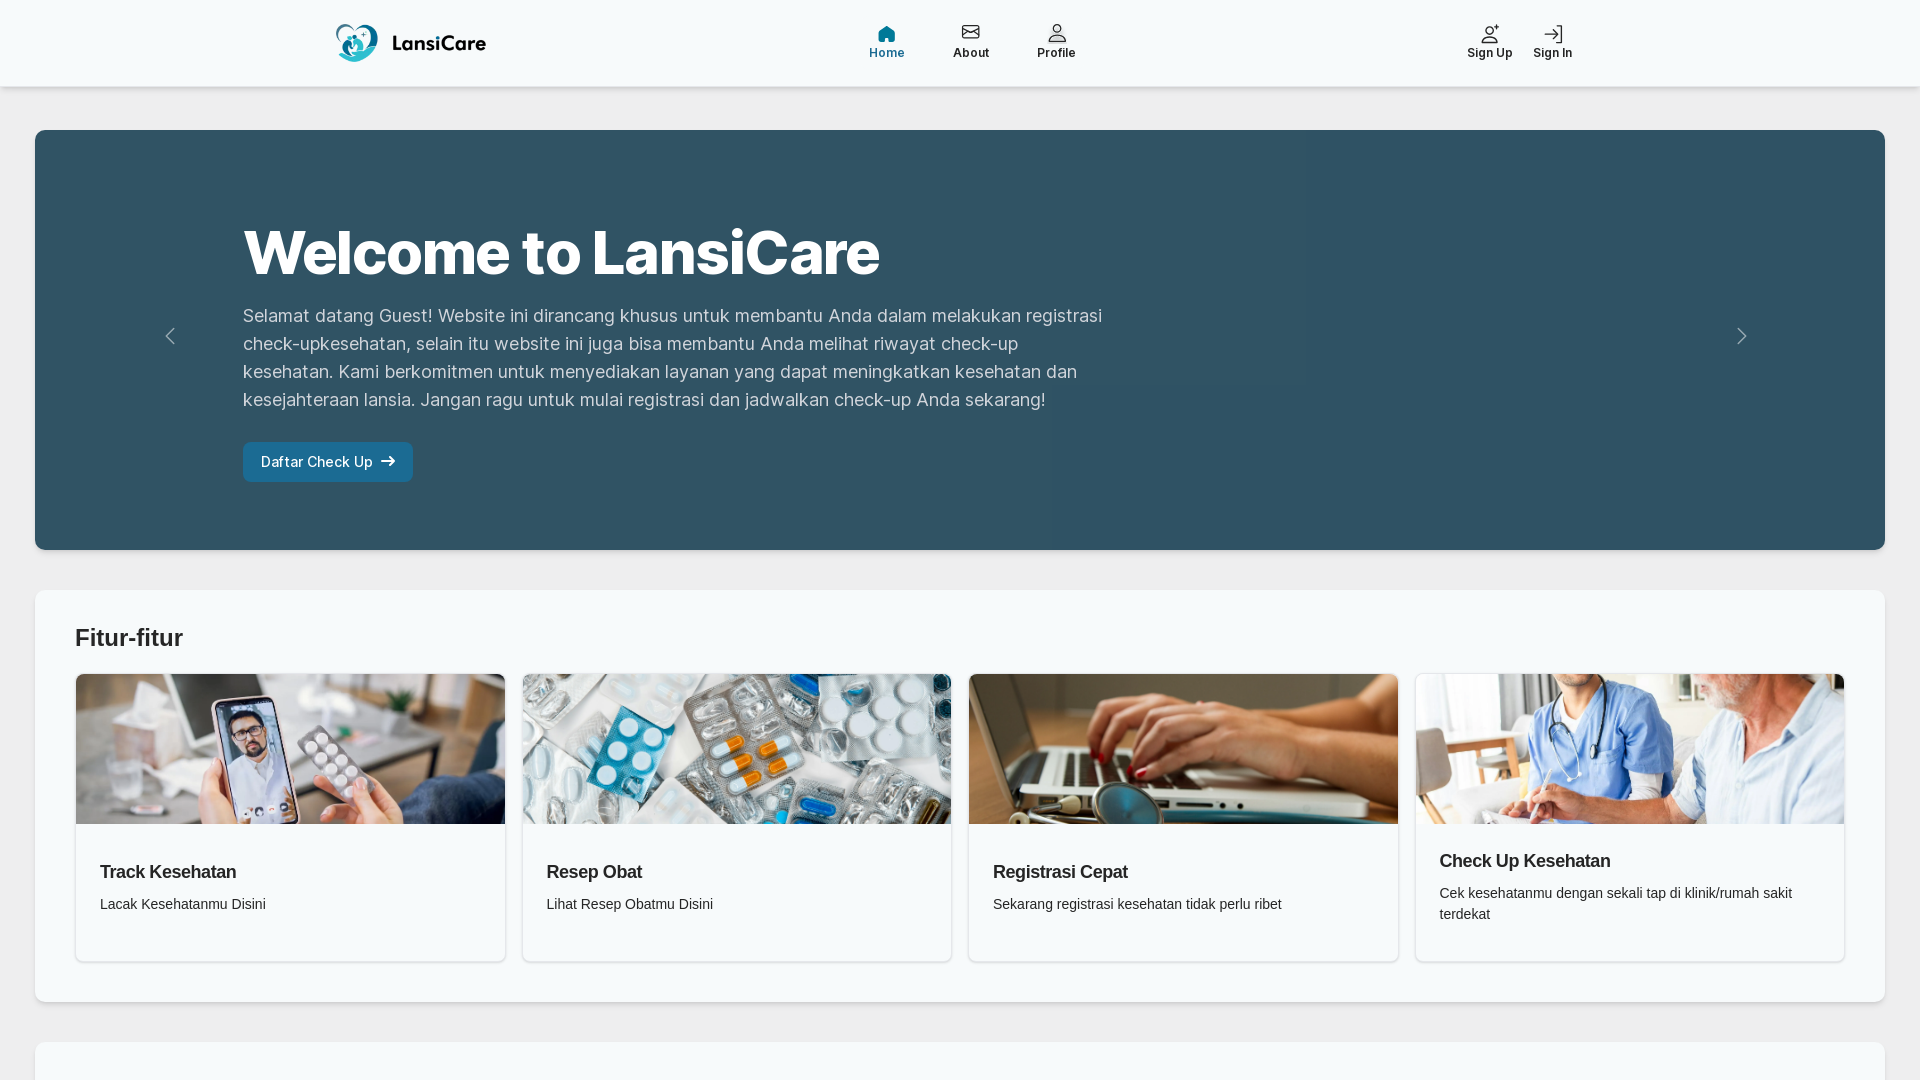 LansiCare
Home
About
Profile
Sign Up
Sign In
Welcome to LansiCare
Selamat datang Guest! Website ini dirancang khusus untuk membantu Anda dalam melakukan registrasi
check-upkesehatan, selain itu website ini juga bisa membantu Anda melihat riwayat check-up
kesehatan. Kami berkomitmen untuk menyediakan layanan yang dapat meningkatkan kesehatan dan
kesejahteraan lansia. Jangan ragu untuk mulai registrasi dan jadwalkan check-up Anda sekarang!
Daftar Check Up
Fitur-fitur
Track Kesehatan
Lacak Kesehatanmu Disini
Resep Obat
Lihat Resep Obatmu Disini
Registrasi Cepat
Sekarang registrasi kesehatan tidak perlu ribet
Check Up Kesehatan
Cek kesehatanmu dengan sekali tap di klinik/rumah sakit
terdekat